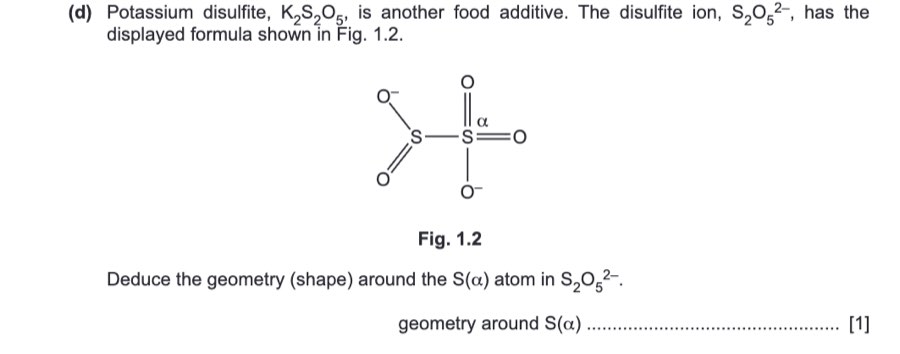 (d) Potassium disulfite, K₂S₂O₅, is another food additive. The disulfite ion, S₂O₅²⁻, has the
displayed formula shown in Fig. 1.2.
O
O⁻
α
S S O
O
O⁻
Fig. 1.2
Deduce the geometry (shape) around the S(α) atom in S₂O₅²⁻.
geometry around S(α) .................................................. [1]